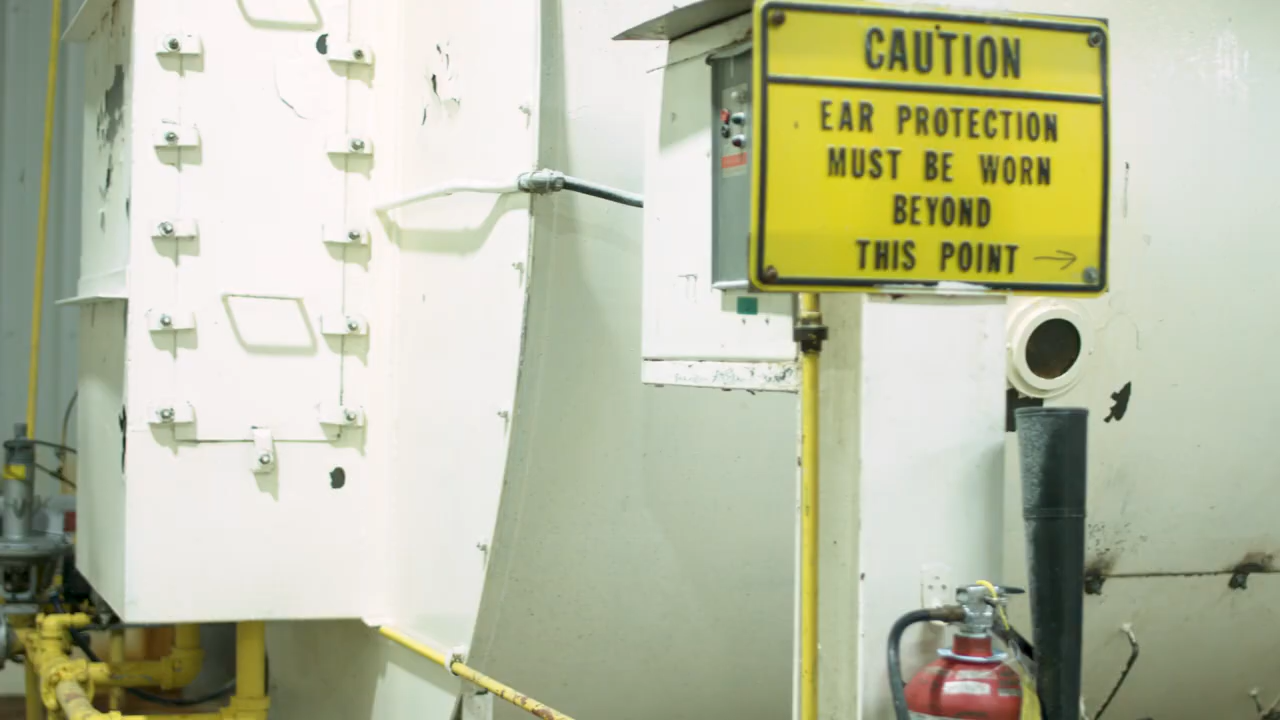 CAUTION
EAR PROTECTION
MUST BE WORN
BEYOND
THIS POINT →